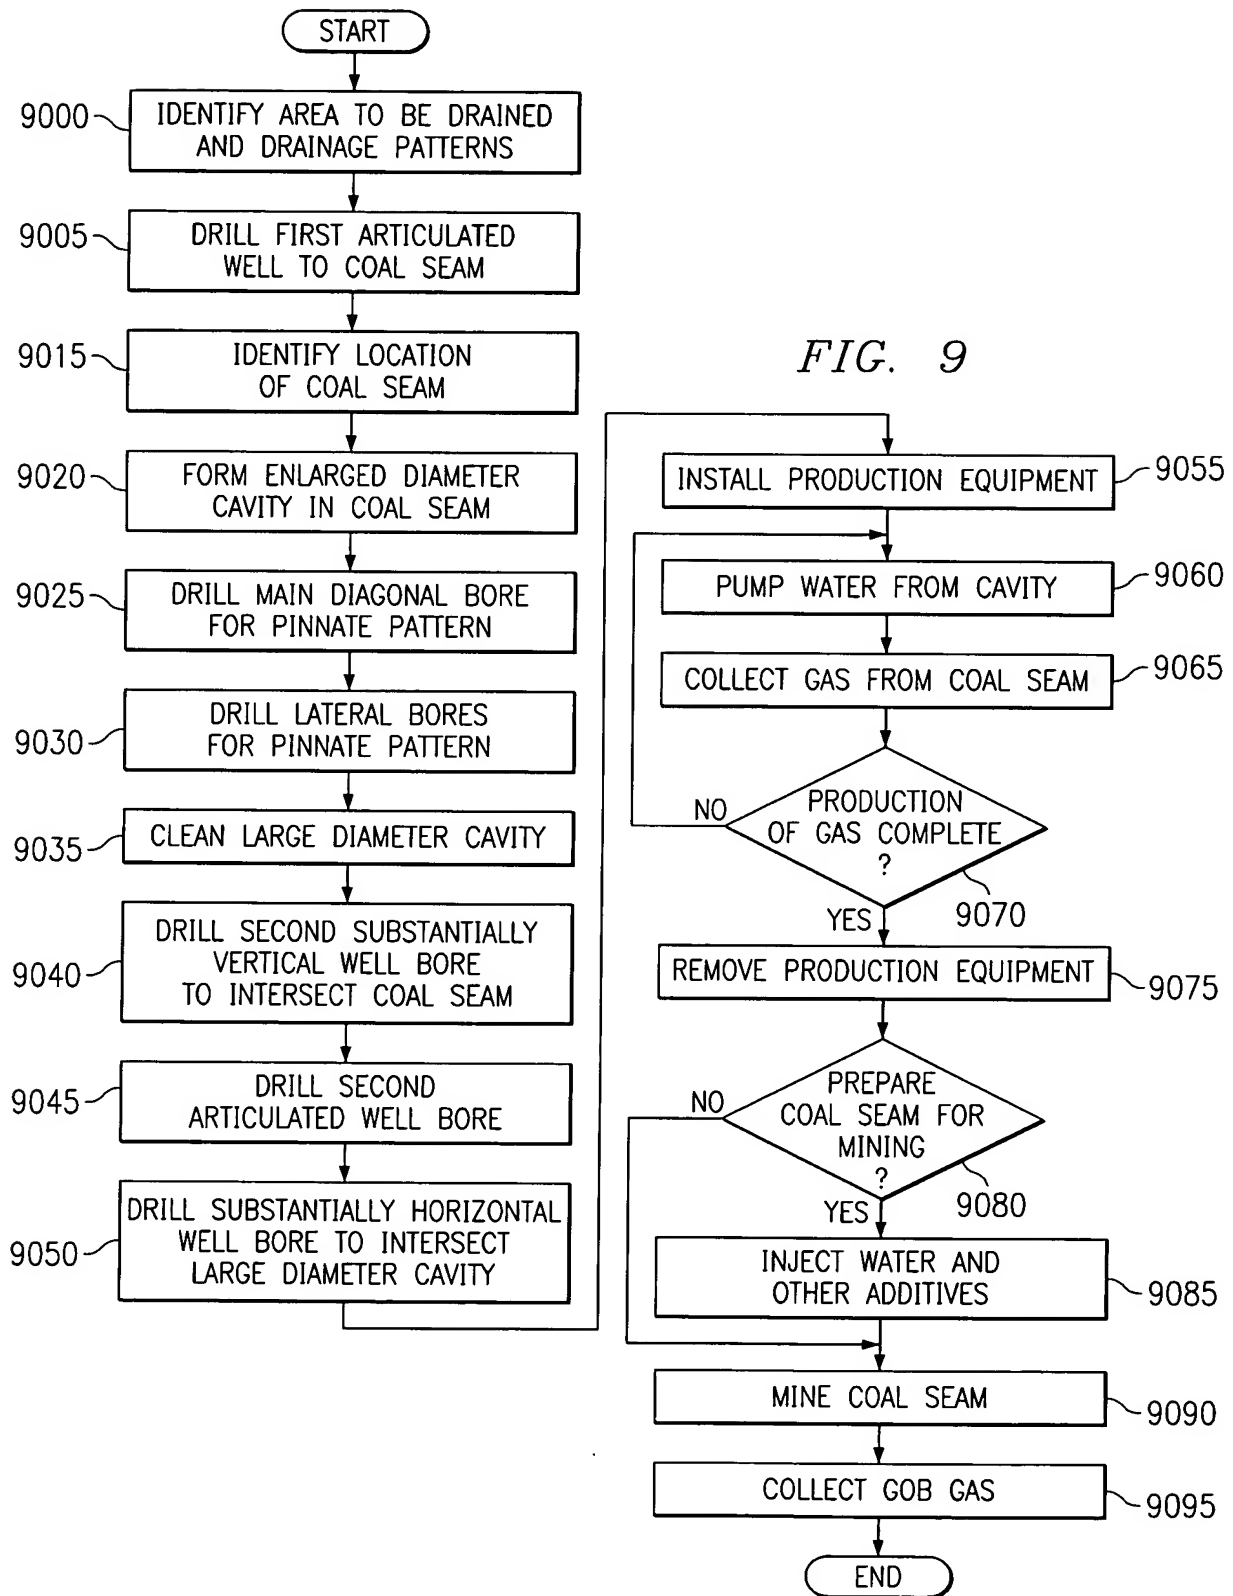 START
9000
IDENTIFY AREA TO BE DRAINED
AND DRAINAGE PATTERNS
9005
DRILL FIRST ARTICULATED
WELL TO COAL SEAM
9015
IDENTIFY LOCATION
OF COAL SEAM
9020
FORM ENLARGED DIAMETER
CAVITY IN COAL SEAM
9025
DRILL MAIN DIAGONAL BORE
FOR PINNATE PATTERN
9030
DRILL LATERAL BORES
FOR PINNATE PATTERN
9035
CLEAN LARGE DIAMETER CAVITY
9040
DRILL SECOND SUBSTANTIALLY
VERTICAL WELL BORE
TO INTERSECT COAL SEAM
9045
DRILL SECOND
ARTICULATED WELL BORE
9050
DRILL SUBSTANTIALLY HORIZONTAL
WELL BORE TO INTERSECT
LARGE DIAMETER CAVITY
FIG. 9
INSTALL PRODUCTION EQUIPMENT
9055
PUMP WATER FROM CAVITY
9060
COLLECT GAS FROM COAL SEAM
9065
NO
PRODUCTION
OF GAS COMPLETE
?
9070
YES
REMOVE PRODUCTION EQUIPMENT
9075
NO
PREPARE
COAL SEAM FOR
MINING
?
9080
YES
INJECT WATER AND
OTHER ADDITIVES
9085
MINE COAL SEAM
9090
COLLECT GOB GAS
9095
END